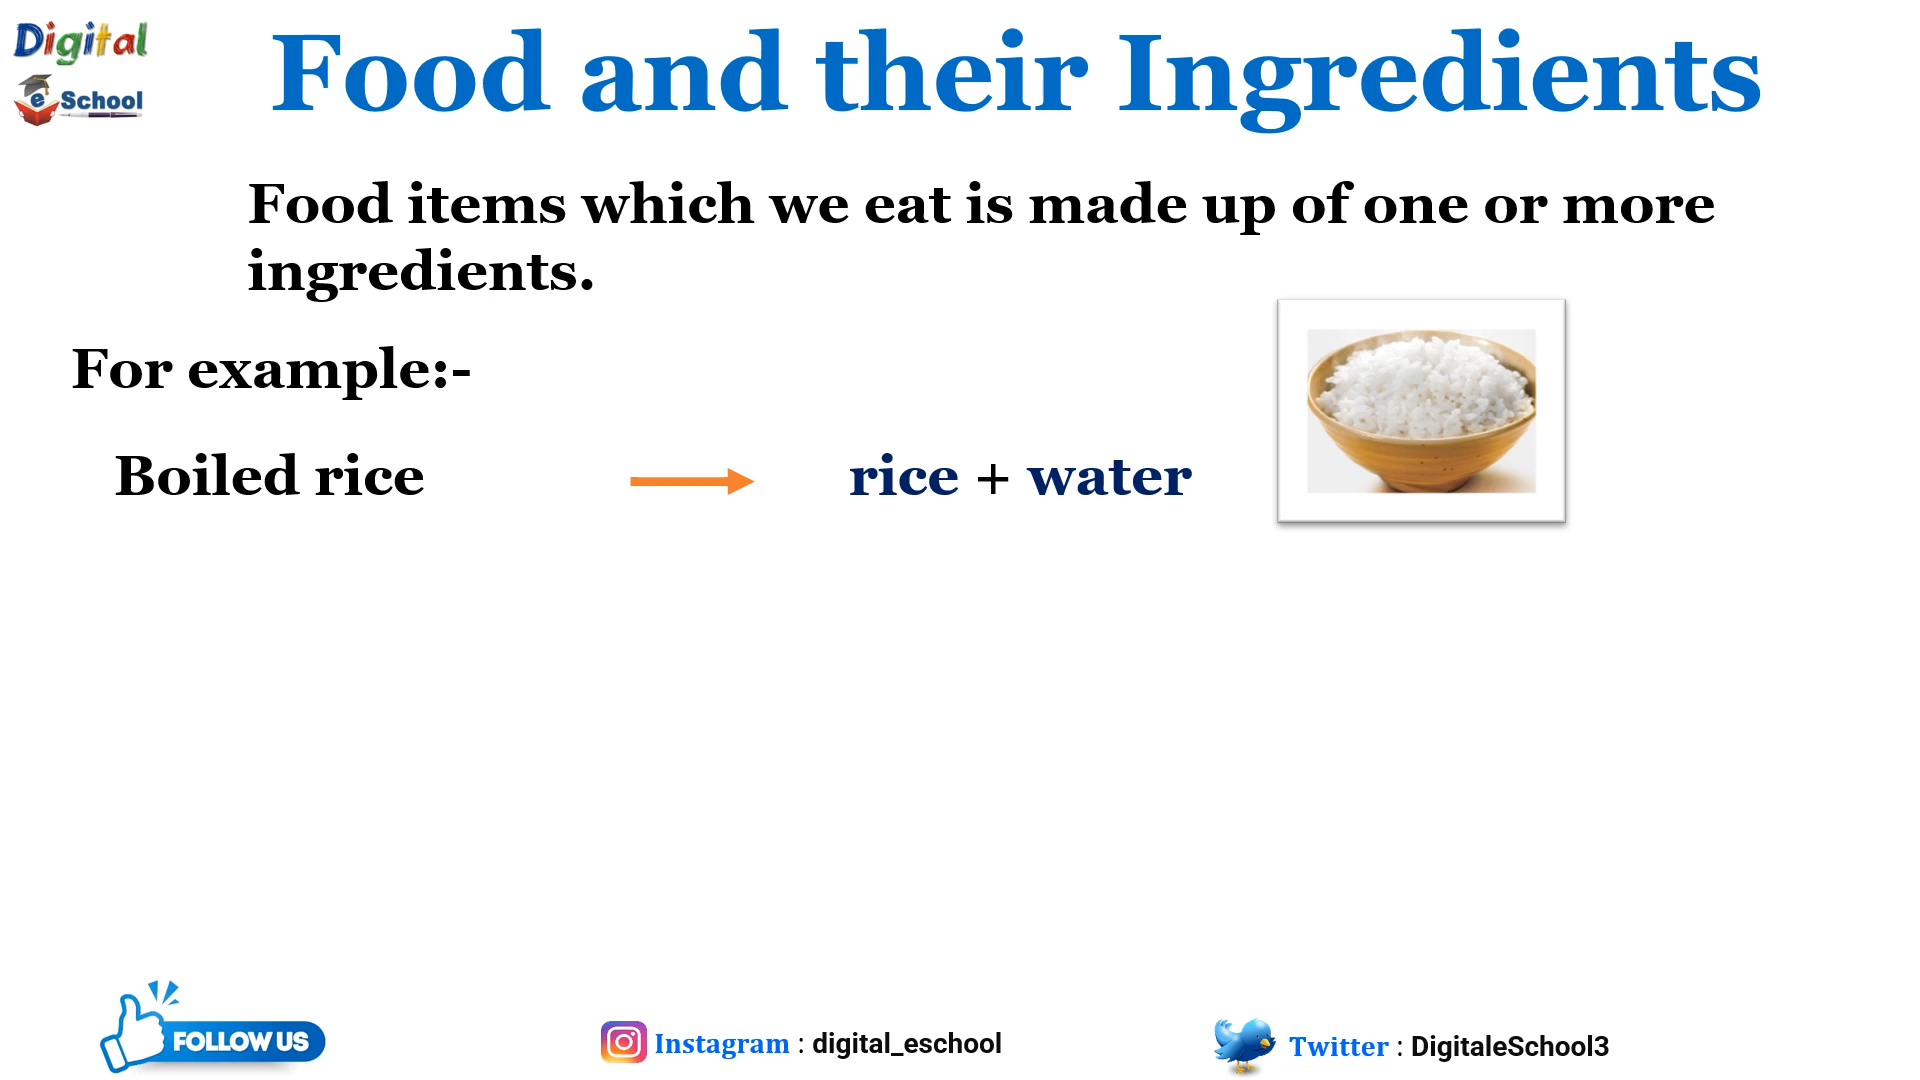 Digital
e School
Food and their Ingredients
Food items which we eat is made up of one or more
ingredients.
For example:-
Boiled rice rice + water
FOLLOW US
Instagram : digital_eschool
Twitter : DigitaleSchool3